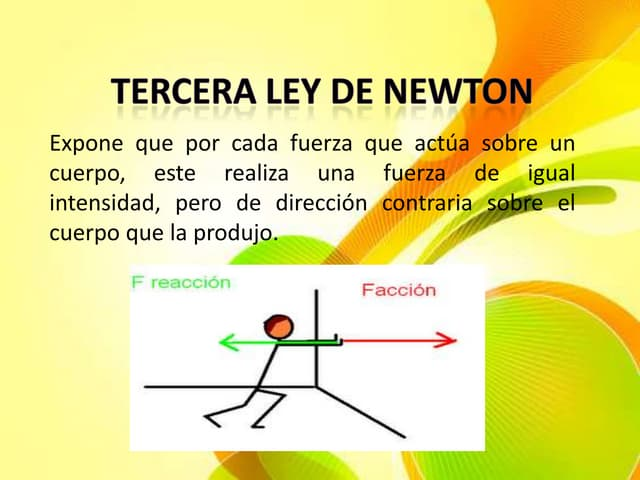 TERCERA LEY DE NEWTON
Expone que por cada fuerza que actúa sobre un
cuerpo, este realiza una fuerza de igual
intensidad, pero de dirección contraria sobre el
cuerpo que la produjo.
F reacción
Facción